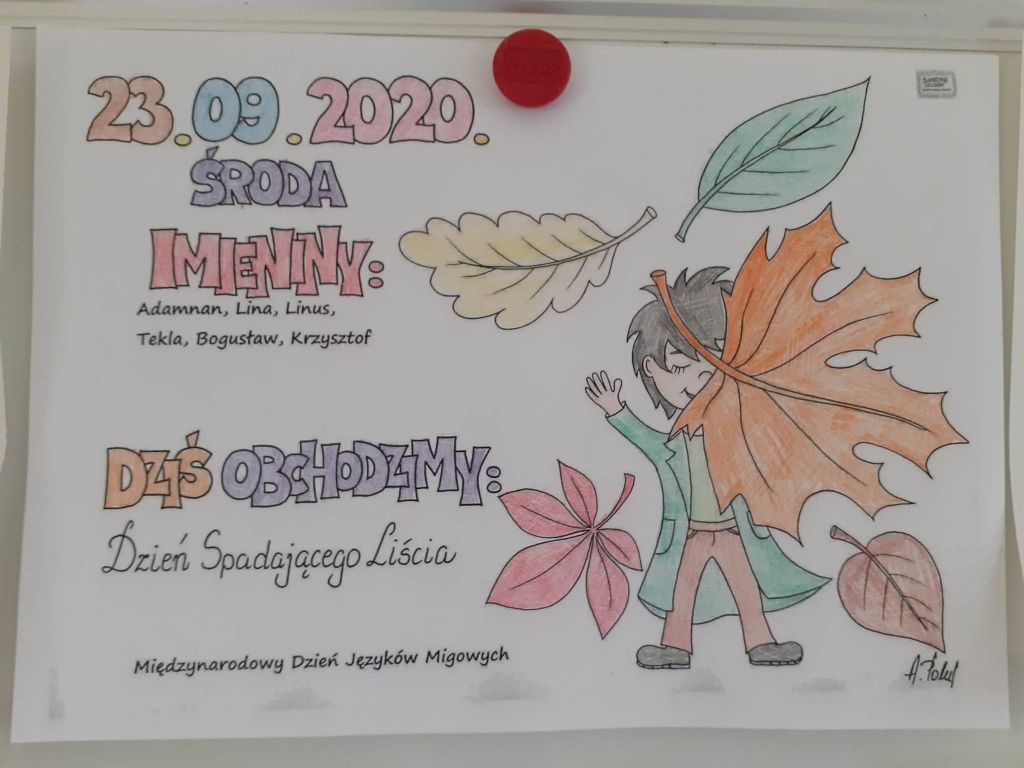 23.09.2020.
ŚRODA
IMIENINY:
Adamnan, Lina, Linus,
Tekla, Bogusław, Krzysztof
DZIŚ OBCHODZIMY:
Dzień Spadającego Liścia
Międzynarodowy Dzień Języków Migowych